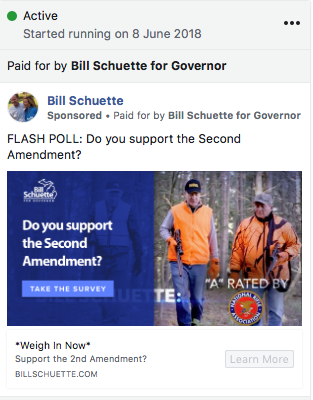 Active
Started running on 8 June 2018
Paid for by Bill Schuette for Governor
Bill Schuette
Sponsored • Paid for by Bill Schuette for Governor
FLASH POLL: Do you support the Second
Amendment?
Bill
Schuette
FOR GOVERNOR
Do you support
the Second
Amendment?
TAKE THE SURVEY
BILL SCHUETTE:
"A" RATED BY
NATIONAL RIFLE
ASSOCIATION
*Weigh In Now*
Support the 2nd Amendment?
BILLSCHUETTE.COM
Learn More